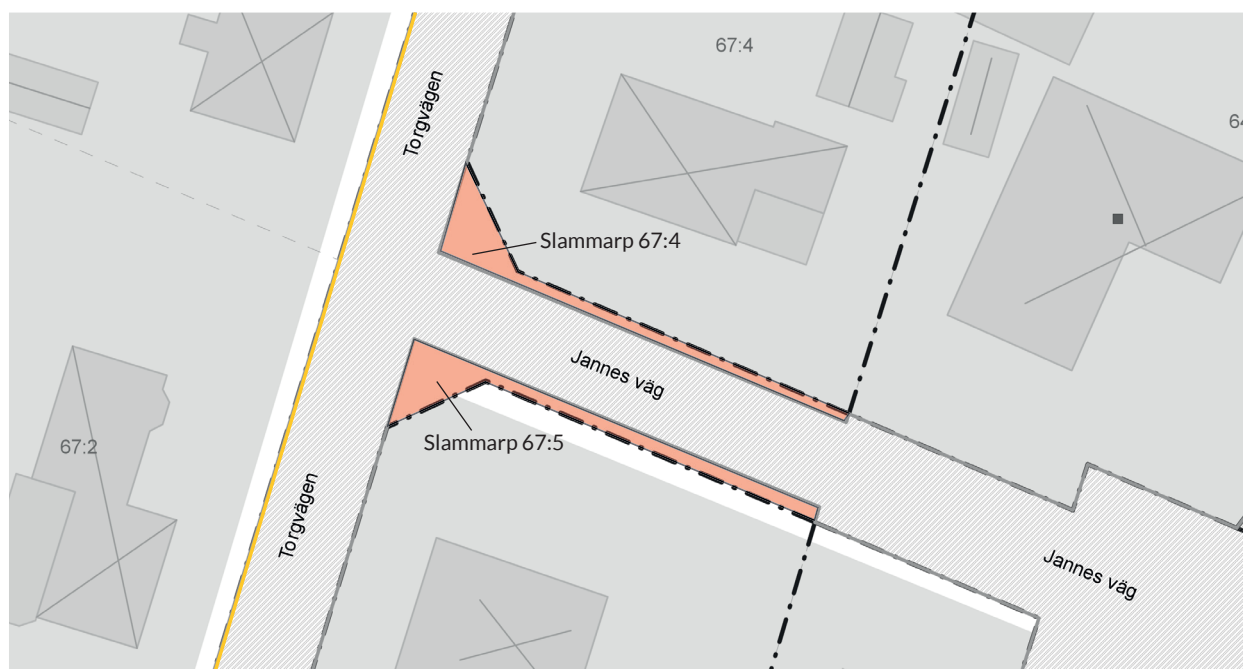 67:4
Torgvägen
Slammarp 67:4
Jannes väg
67:2
Slammarp 67:5
Torgvägen
Jannes väg